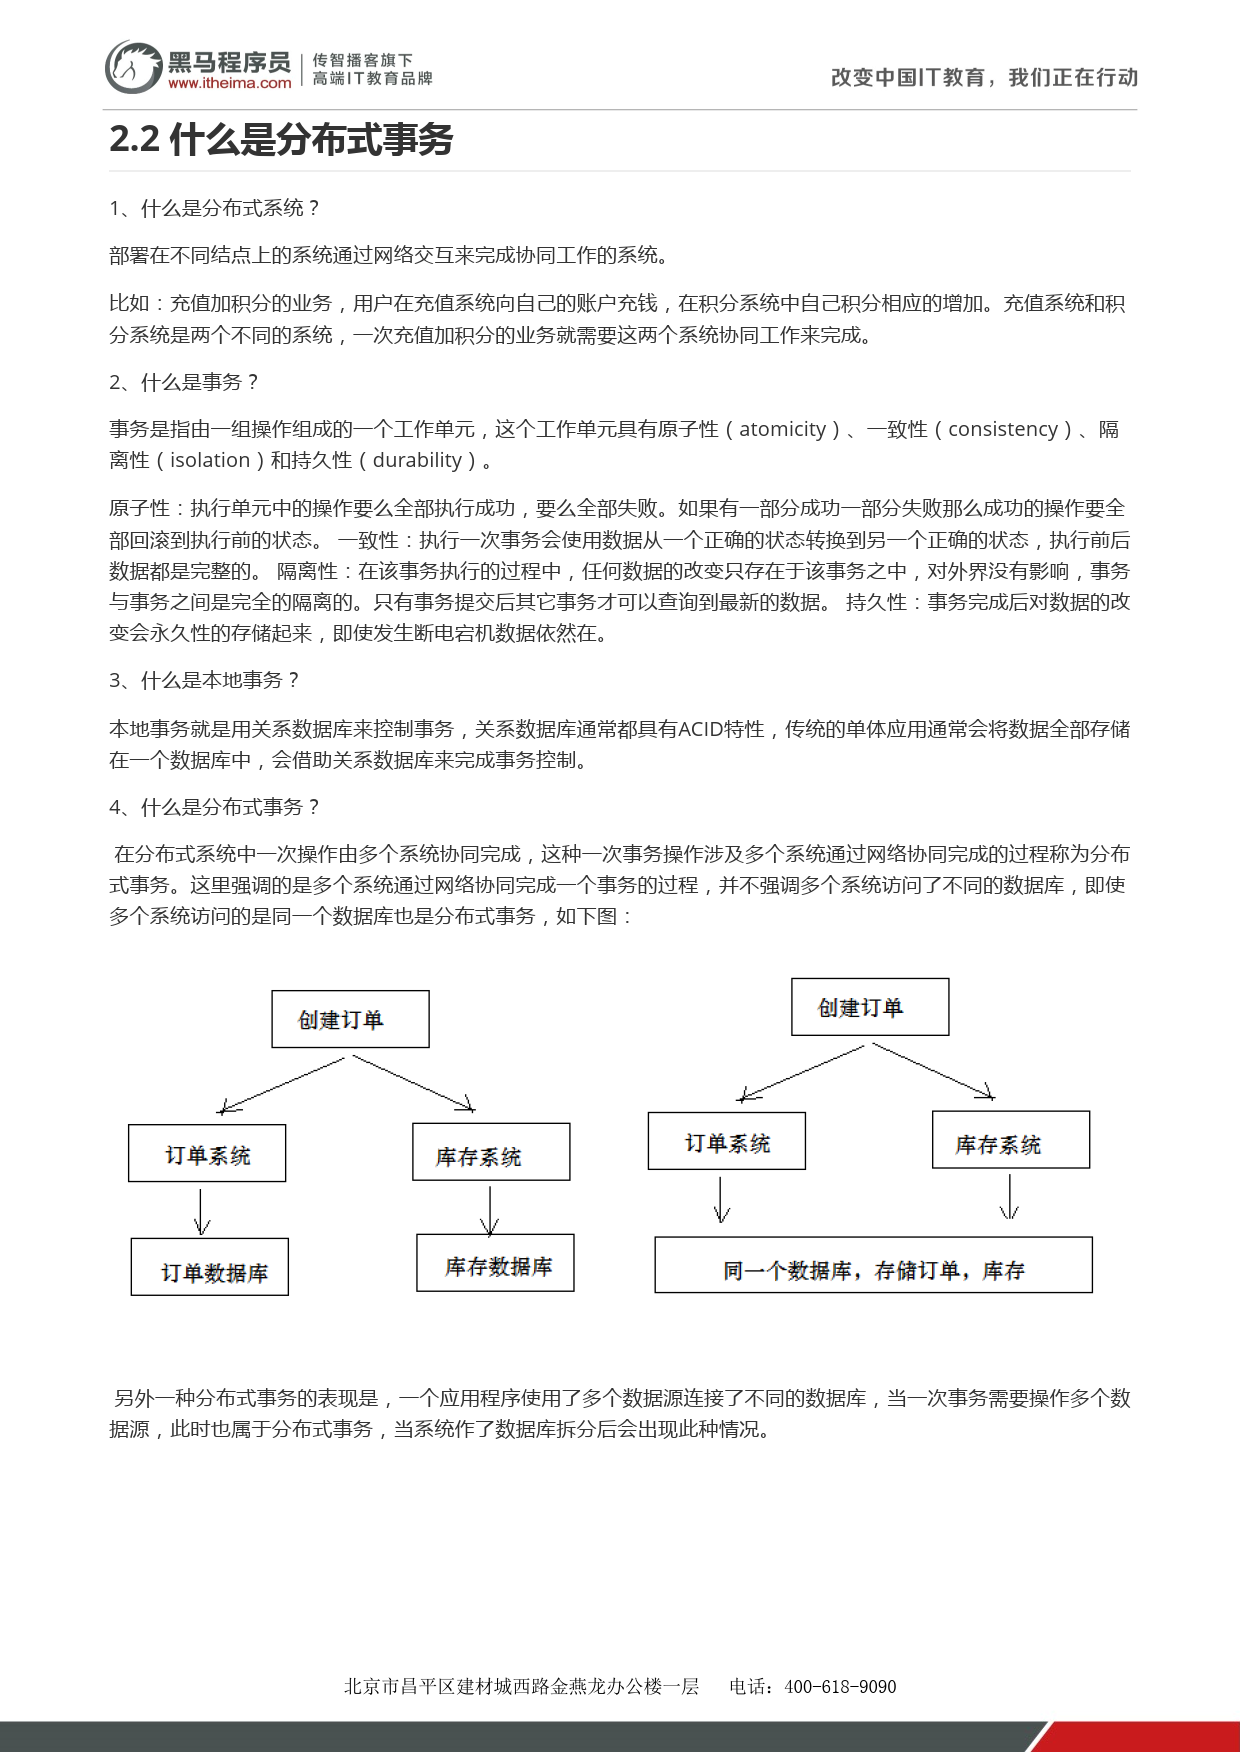 黑马程序员 传智播客旗下
www.itheima.com 高端IT教育品牌
改变中国IT教育，我们正在行动
2.2 什么是分布式事务
1、什么是分布式系统？
部署在不同结点上的系统通过网络交互来完成协同工作的系统。
比如：充值加积分的业务，用户在充值系统向自己的账户充钱，在积分系统中自己积分相应的增加。充值系统和积
分系统是两个不同的系统，一次充值加积分的业务就需要这两个系统协同工作来完成。
2、什么是事务？
事务是指由一组操作组成的一个工作单元，这个工作单元具有原子性（atomicity）、一致性（consistency）、隔
离性（isolation）和持久性（durability）。
原子性：执行单元中的操作要么全部执行成功，要么全部失败。如果有一部分成功一部分失败那么成功的操作要全
部回滚到执行前的状态。 一致性：执行一次事务会使用数据从一个正确的状态转换到另一个正确的状态，执行前后
数据都是完整的。 隔离性：在该事务执行的过程中，任何数据的改变只存在于该事务之中，对外界没有影响，事务
与事务之间是完全的隔离的。只有事务提交后其它事务才可以查询到最新的数据。 持久性：事务完成后对数据的改
变会永久性的存储起来，即使发生断电宕机数据依然在。
3、什么是本地事务？
本地事务就是用关系数据库来控制事务，关系数据库通常都具有ACID特性，传统的单体应用通常会将数据全部存储
在一个数据库中，会借助关系数据库来完成事务控制。
4、什么是分布式事务？
在分布式系统中一次操作由多个系统协同完成，这种一次事务操作涉及多个系统通过网络协同完成的过程称为分布
式事务。这里强调的是多个系统通过网络协同完成一个事务的过程，并不强调多个系统访问了不同的数据库，即使
多个系统访问的是同一个数据库也是分布式事务，如下图：
创建订单
订单系统
库存系统
订单数据库
库存数据库
创建订单
订单系统
库存系统
同一个数据库，存储订单，库存
另外一种分布式事务的表现是，一个应用程序使用了多个数据源连接了不同的数据库，当一次事务需要操作多个数
据源，此时也属于分布式事务，当系统作了数据库拆分后会出现此种情况。
北京市昌平区建材城西路金燕龙办公楼一层 电话：400-618-9090